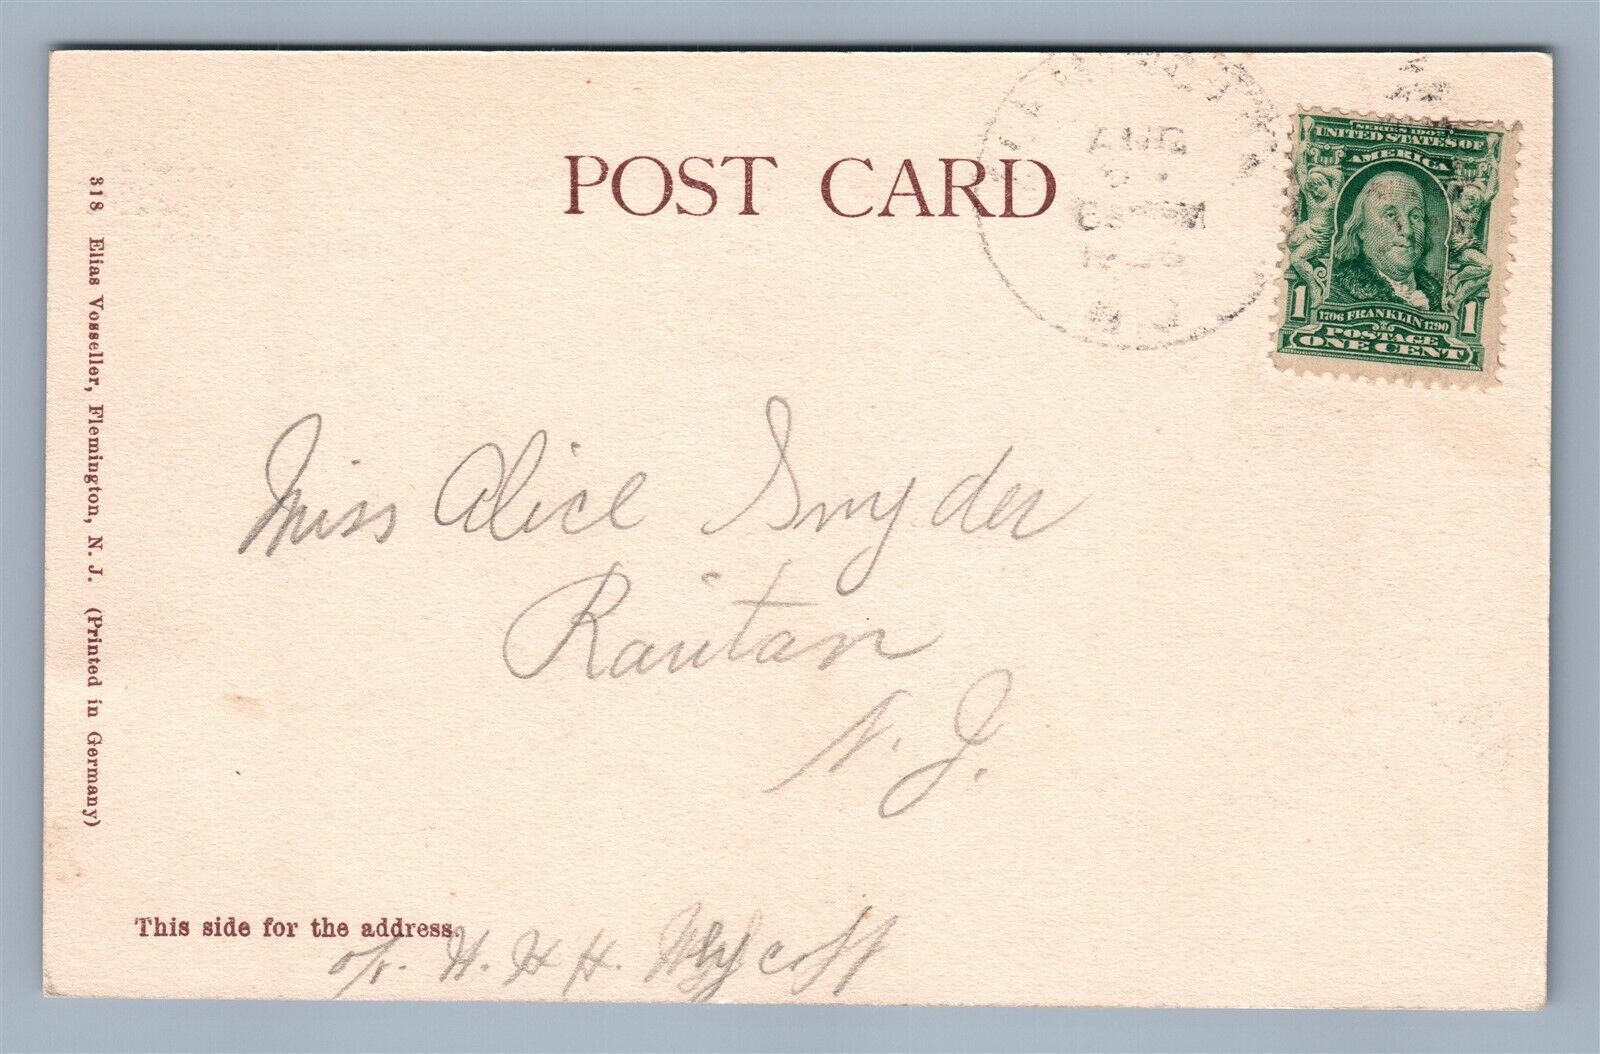 POST CARD
SERIES 1902
UNITED STATES OF
AMERICA
1706 FRANKLIN 1790
1 1
POSTAGE
ONE CENT
318 Elias Vosseller, Flemington, N. J. (Printed in Germany)
Miss Alice Snyder
Raritan
N. J.
This side for the address.
H. H. Wycoff